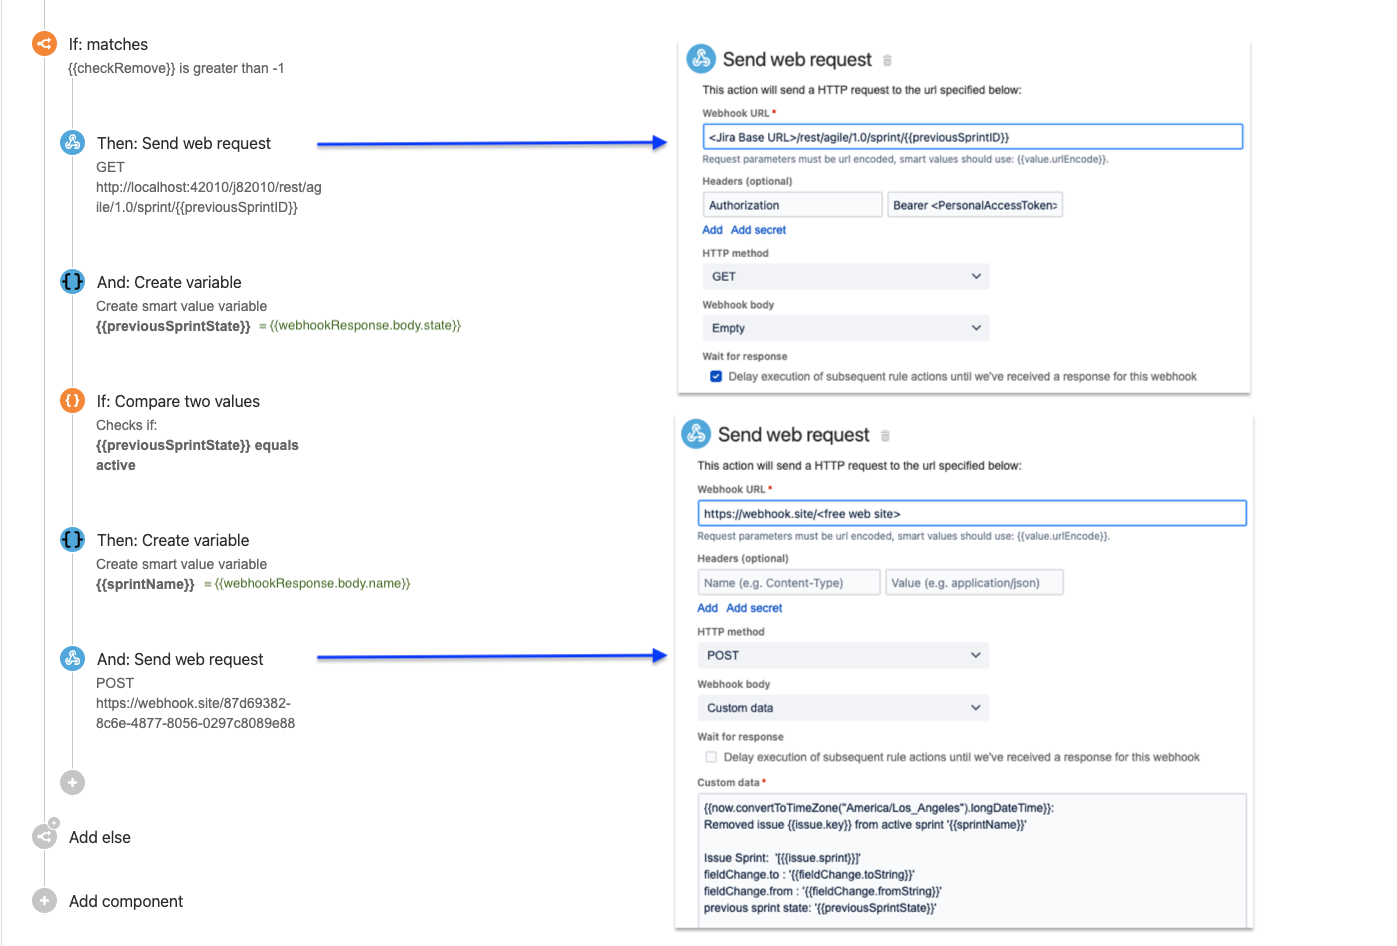 If: matches
{{checkRemove}} is greater than -1
Then: Send web request
GET
http://localhost:42010/j82010/rest/ag
ile/1.0/sprint/{{previousSprintID}}
And: Create variable
Create smart value variable
{{previousSprintState}} = {{webhookResponse.body.state}}
If: Compare two values
Checks if:
{{previousSprintState}} equals
active
Then: Create variable
Create smart value variable
{{sprintName}} = {{webhookResponse.body.name}}
And: Send web request
POST
https://webhook.site/87d69382-
8c6e-4877-8056-0297c8089e88
Add else
Add component
Send web request
This action will send a HTTP request to the url specified below:
Webhook URL *
<Jira Base URL>/rest/agile/1.0/sprint/{{previousSprintID}}
Request parameters must be url encoded, smart values should use: {{value.urlEncode}}.
Headers (optional)
Authorization Bearer <PersonalAccessToken>
Add Add secret
HTTP method
GET
Webhook body
Empty
Wait for response
Delay execution of subsequent rule actions until we've received a response for this webhook
Send web request
This action will send a HTTP request to the url specified below:
Webhook URL *
https://webhook.site/<free web site>
Request parameters must be url encoded, smart values should use: {{value.urlEncode}}.
Headers (optional)
Name (e.g. Content-Type) Value (e.g. application/json)
Add Add secret
HTTP method
POST
Webhook body
Custom data
Wait for response
Delay execution of subsequent rule actions until we've received a response for this webhook
Custom data *
{{now.convertToTimeZone("America/Los_Angeles").longDateTime}}:
Removed issue {{issue.key}} from active sprint '{{sprintName}}'
Issue Sprint: '[{{issue.sprint}}]'
fieldChange.to : '{{fieldChange.toString}}'
fieldChange.from : '{{fieldChange.fromString}}'
previous sprint state: '{{previousSprintState}}'